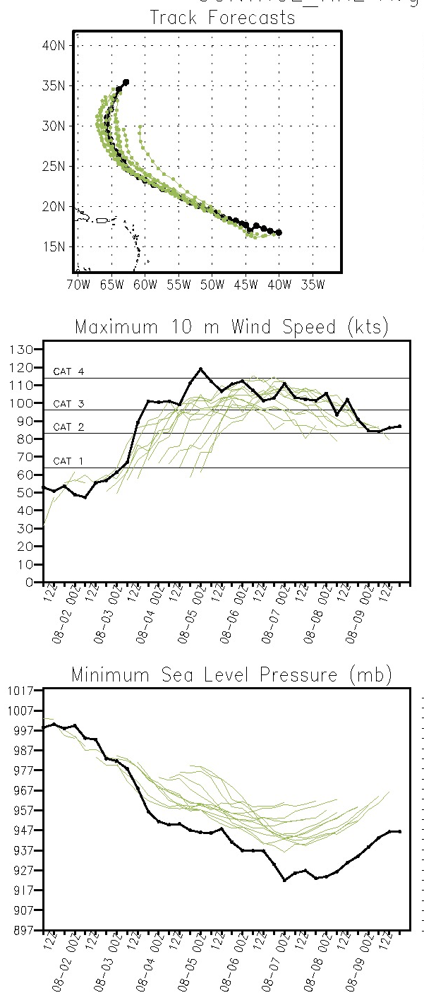 Track Forecasts
40N
35N
30N
25N
20N
15N
70W 65W 60W 55W 50W 45W 40W 35W
Maximum 10 m Wind Speed (kts)
130
120
CAT 4
110
100
CAT 3
90
CAT 2
80
70
CAT 1
60
50
40
30
20
10
0
12Z 08-02 00Z 12Z 08-03 00Z 12Z 08-04 00Z 12Z 08-05 00Z 12Z 08-06 00Z 12Z 08-07 00Z 12Z 08-08 00Z 12Z 08-09 00Z 12Z
Minimum Sea Level Pressure (mb)
1017
1007
997
987
977
967
957
947
937
927
917
907
897
12Z 08-02 00Z 12Z 08-03 00Z 12Z 08-04 00Z 12Z 08-05 00Z 12Z 08-06 00Z 12Z 08-07 00Z 12Z 08-08 00Z 12Z 08-09 00Z 12Z